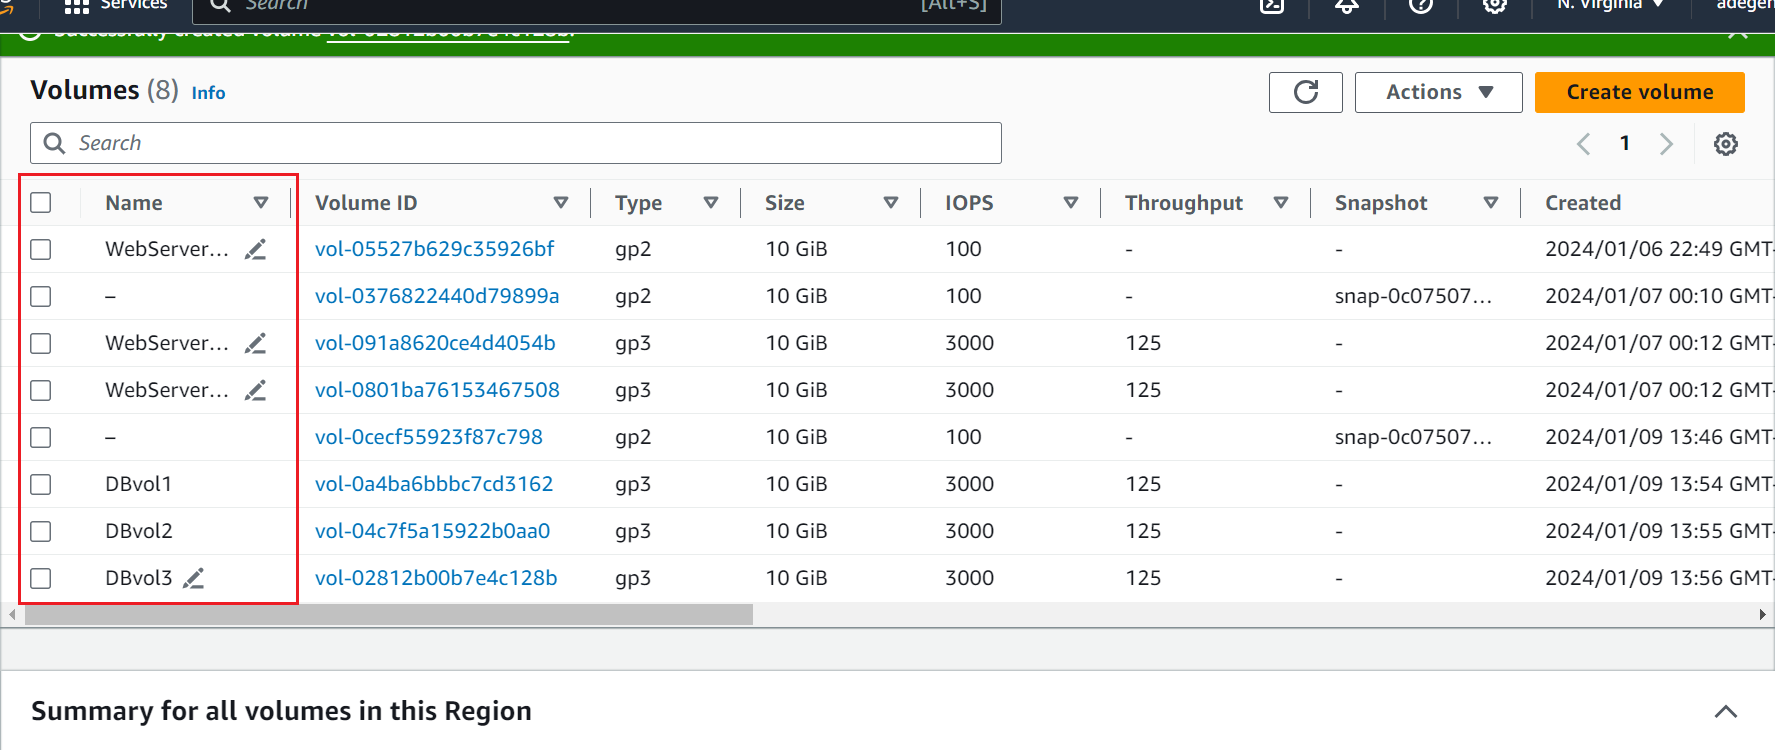 Services Search [Alt+S] N. Virginia
Successfully created volume vol-02812b00b7e4c128b.
Volumes (8) Info Actions Create volume
Search 1
Name Volume ID Type Size IOPS Throughput Snapshot Created
WebServer... vol-05527b629c35926bf gp2 10 GiB 100 - - 2024/01/06 22:49 GMT-
– vol-0376822440d79899a gp2 10 GiB 100 - snap-0c07507... 2024/01/07 00:10 GMT-
WebServer... vol-091a8620ce4d4054b gp3 10 GiB 3000 125 - 2024/01/07 00:12 GMT-
WebServer... vol-0801ba76153467508 gp3 10 GiB 3000 125 - 2024/01/07 00:12 GMT-
– vol-0cecf55923f87c798 gp2 10 GiB 100 - snap-0c07507... 2024/01/09 13:46 GMT-
DBvol1 vol-0a4ba6bbbc7cd3162 gp3 10 GiB 3000 125 - 2024/01/09 13:54 GMT-
DBvol2 vol-04c7f5a15922b0aa0 gp3 10 GiB 3000 125 - 2024/01/09 13:55 GMT-
DBvol3 vol-02812b00b7e4c128b gp3 10 GiB 3000 125 - 2024/01/09 13:56 GMT-
Summary for all volumes in this Region